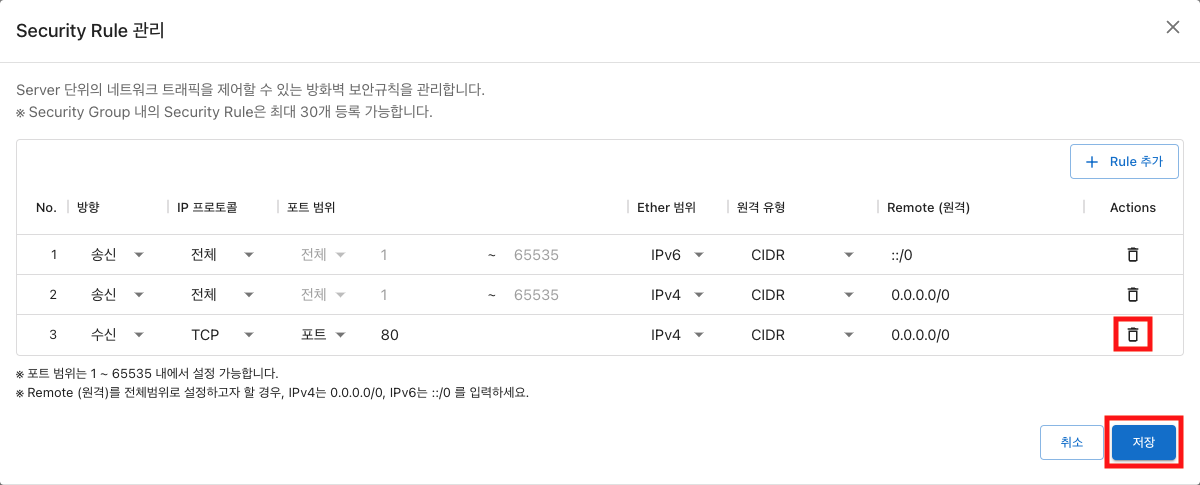 Security Rule 관리
Server 단위의 네트워크 트래픽을 제어할 수 있는 방화벽 보안규칙을 관리합니다.
※ Security Group 내의 Security Rule은 최대 30개 등록 가능합니다.
+ Rule 추가
No. 방향 IP 프로토콜 포트 범위 Ether 범위 원격 유형 Remote (원격) Actions
1 송신 전체 전체 1 ~ 65535 IPv6 CIDR ::/0
2 송신 전체 전체 1 ~ 65535 IPv4 CIDR 0.0.0.0/0
3 수신 TCP 포트 80 IPv4 CIDR 0.0.0.0/0
※ 포트 범위는 1 ~ 65535 내에서 설정 가능합니다.
※ Remote (원격)를 전체범위로 설정하고자 할 경우, IPv4는 0.0.0.0/0, IPv6는 ::/0 를 입력하세요.
취소 저장